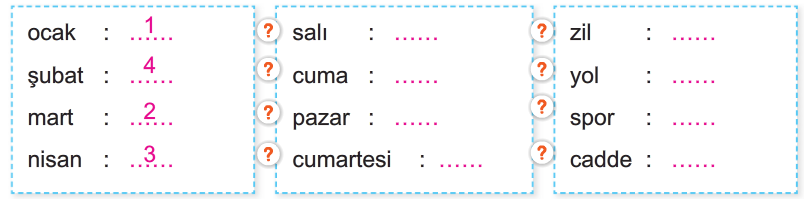 ocak : ...1...
şubat : ...4...
mart : ...2...
nisan : ...3...
? salı : ......
? cuma : ......
? pazar : ......
? cumartesi : ......
? zil : ......
? yol : ......
? spor : ......
? cadde : ......